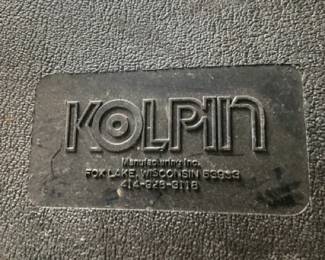 KOLPIN
Manufacturing Inc.
FOX LAKE, WISCONSIN 53933
414-928-3118